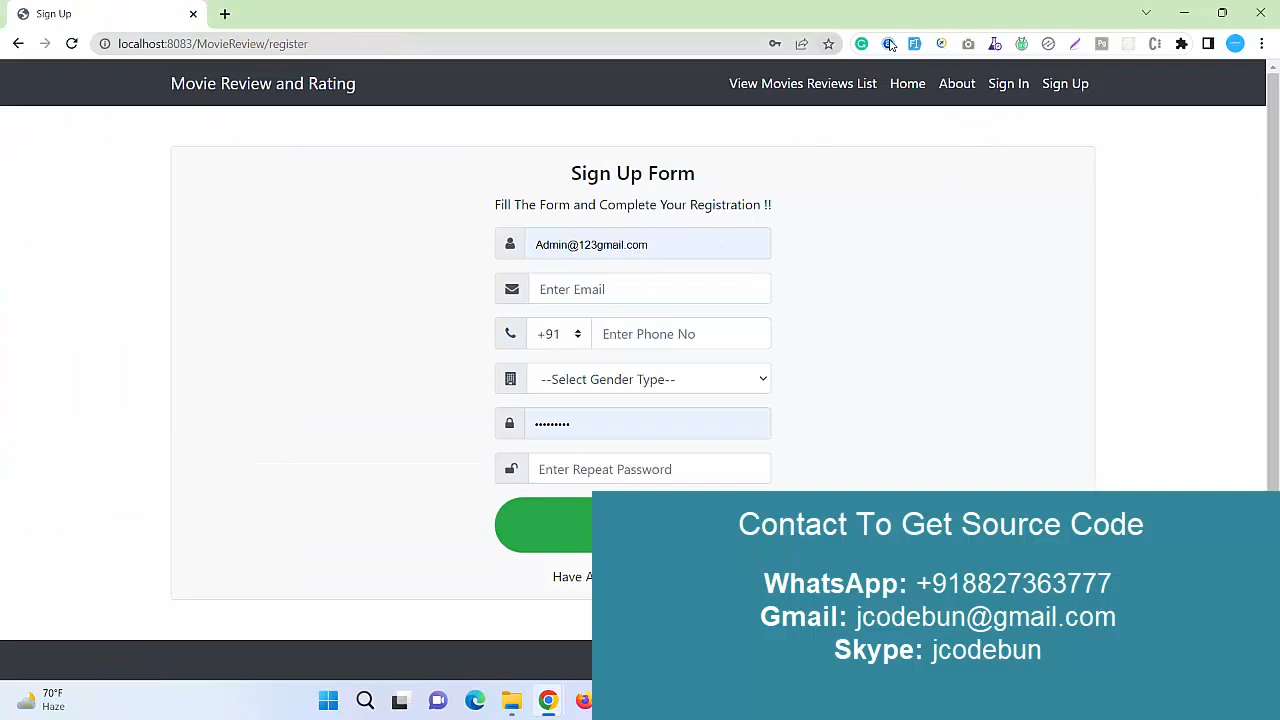 Sign Up
localhost:8083/MovieReview/register
Movie Review and Rating
View Movies Reviews List Home About Sign In Sign Up
Sign Up Form
Fill The Form and Complete Your Registration !!
Admin@123gmail.com
Enter Email
+91 Enter Phone No
--Select Gender Type--
•••••••••
Enter Repeat Password
Have A
Contact To Get Source Code
WhatsApp: +918827363777
Gmail: jcodebun@gmail.com
Skype: jcodebun
70°F
Haze